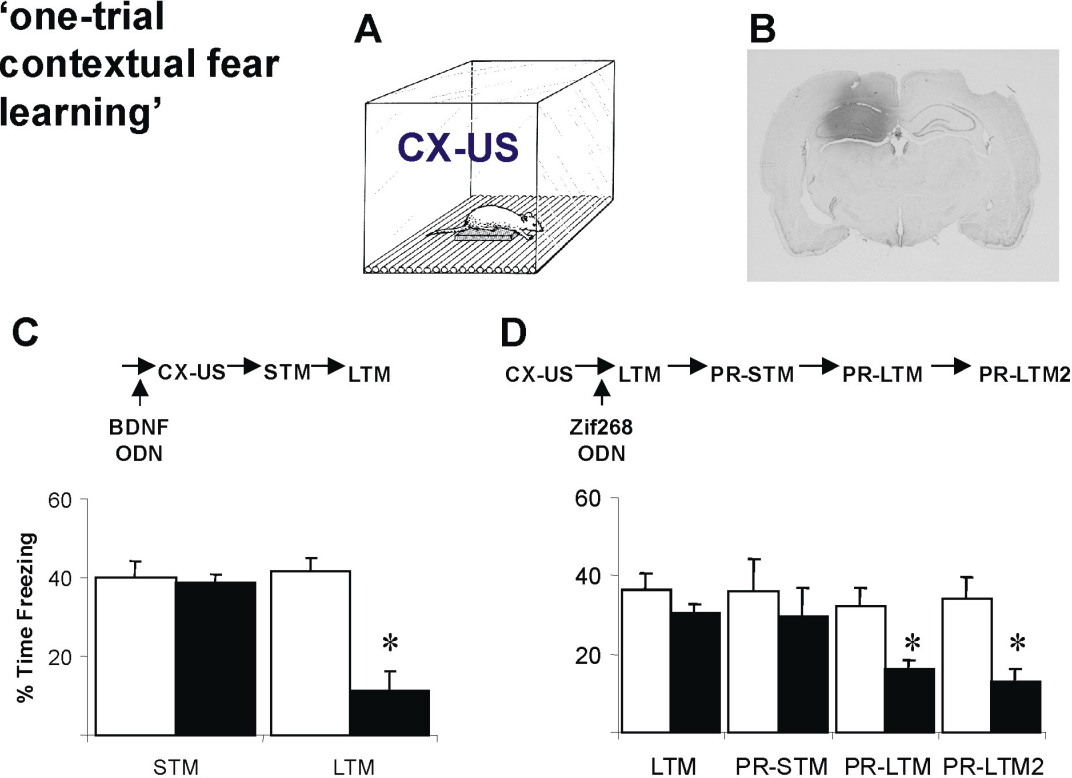 'one-trial
contextual fear
learning'
A
B
CX-US
C
CX-US STM LTM
BDNF
ODN
60
40
20
% Time Freezing
*
STM LTM
D
CX-US LTM PR-STM PR-LTM PR-LTM2
Zif268
ODN
60
40
20
* *
LTM PR-STM PR-LTM PR-LTM2